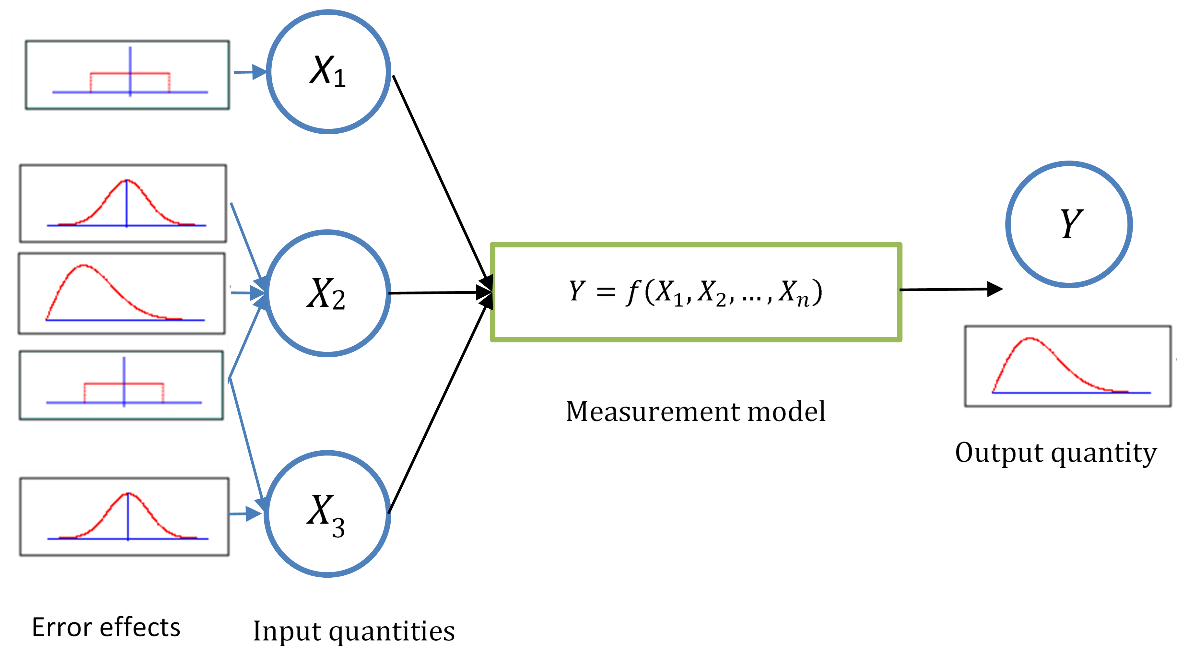 X₁
X₂
X₃
Y = f(X₁, X₂, …, Xₙ)
Y
Measurement model
Output quantity
Error effects
Input quantities